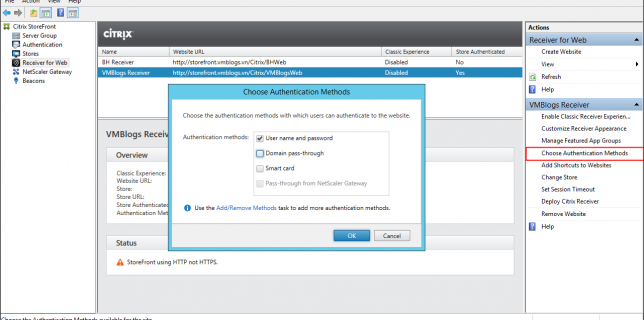 File Action View Help
Citrix StoreFront
Server Group
Authentication
Stores
Receiver for Web
NetScaler Gateway
Beacons
CITRIX
Name Website URL Classic Experience Store Authenticated
BH Receiver http://storefront.vmblogs.vn/Citrix/BHWeb Disabled No
VMBlogs Receiver http://storefront.vmblogs.vn/Citrix/VMBlogsWeb Disabled Yes
Choose Authentication Methods
Choose the authentication methods with which users can authenticate to the website.
Authentication methods:
User name and password
Domain pass-through
Smart card
Pass-through from NetScaler Gateway
Use the Add/Remove Methods task to add more authentication methods.
OK Cancel
VMBlogs Receiv
Overview
Classic Experience:
Website URL:
Store:
Store URL:
Store Authenticated
Authentication Met
Status
StoreFront using HTTP not HTTPS.
Actions
Receiver for Web
Create Website
View
Refresh
Help
VMBlogs Receiver
Enable Classic Receiver Experien...
Customize Receiver Appearance
Manage Featured App Groups
Choose Authentication Methods
Add Shortcuts to Websites
Change Store
Set Session Timeout
Deploy Citrix Receiver
Remove Website
Help
Choose the Authentication Methods available for the site.